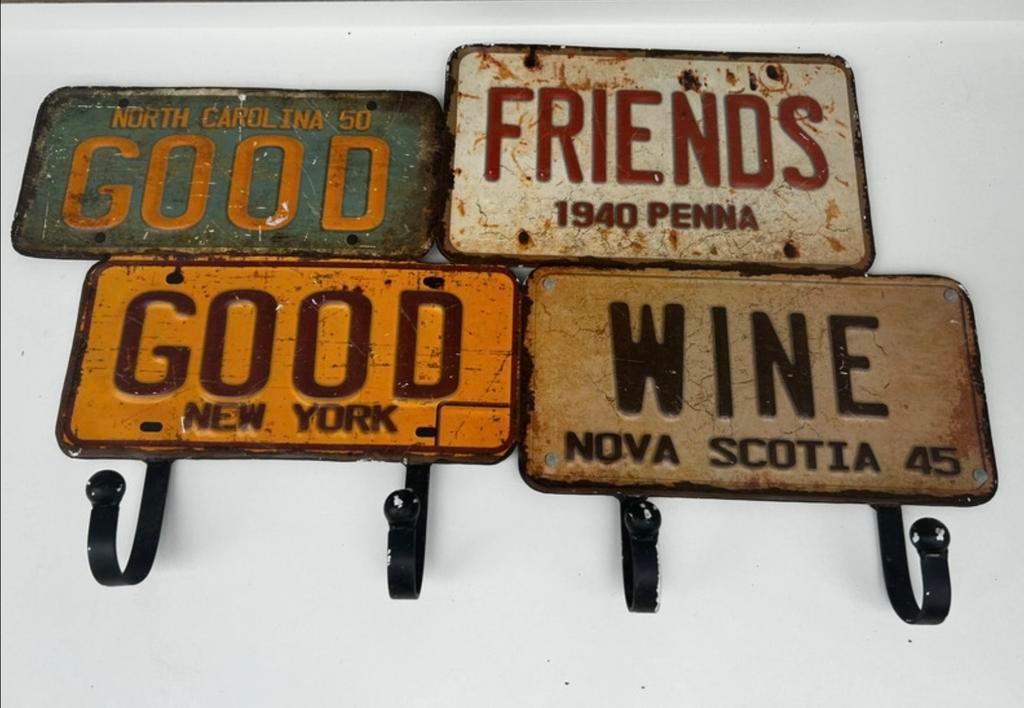 NORTH CAROLINA 50
GOOD
FRIENDS
1940 PENNA
GOOD
NEW YORK
WINE
NOVA SCOTIA 45